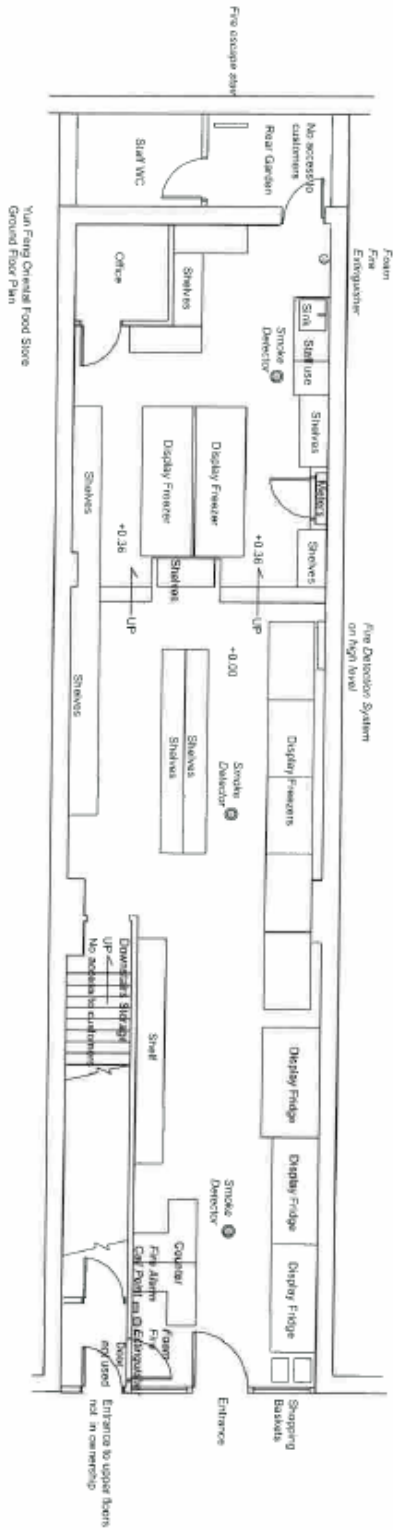 Fire escape stair
No access to
customers
Rear Garden
Staff WC
Yun Feng Oriental Food Store
Ground Floor Plan
Foam
Fire
Extinguisher
Office
Shelves
Sink
Staff use
Smoke
Detector
Shelves
Meters
Shelves
Display Freezer
Display Freezer
Shelves
+0.36
UP
+0.36
UP
Shelves
Fire Detection System
on high level
+0.00
Shelves
Shelves
Shelves
Display Freezers
Smoke
Detector
Downstairs Storage
UP
No access to customers
Shelf
Display Fridge
Display Fridge
Display Fridge
Smoke
Detector
Counter
Fire Alarm
Call Point
Foam
Fire
Extinguisher
Door
not used
Entrance to upper floors
not in ownership
Entrance
Shopping
Baskets